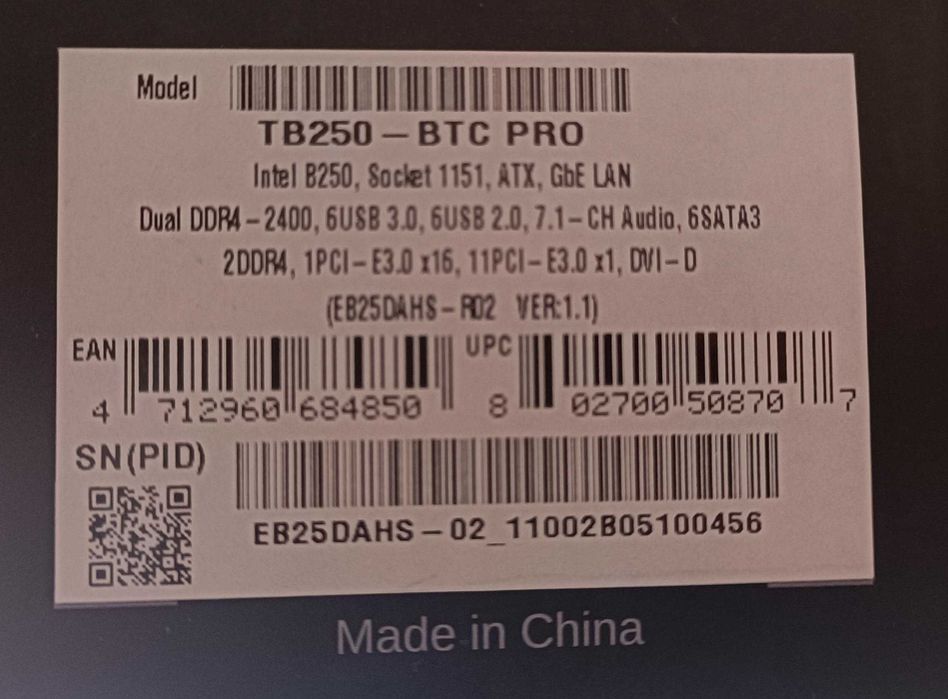 Model
TB250-BTC PRO
Intel B250, Socket 1151, ATX, GbE LAN
Dual DDR4-2400, 6USB 3.0, 6USB 2.0, 7.1-CH Audio, 6SATA3
2DDR4, 1PCI-E3.0 x16, 11PCI-E3.0 x1, DVI-D
(EB25DAHS-R02 VER:1.1)
EAN UPC
4 712960 684850 8 02700 50870 7
SN(PID)
EB25DAHS-02_11002B05100456
Made in China